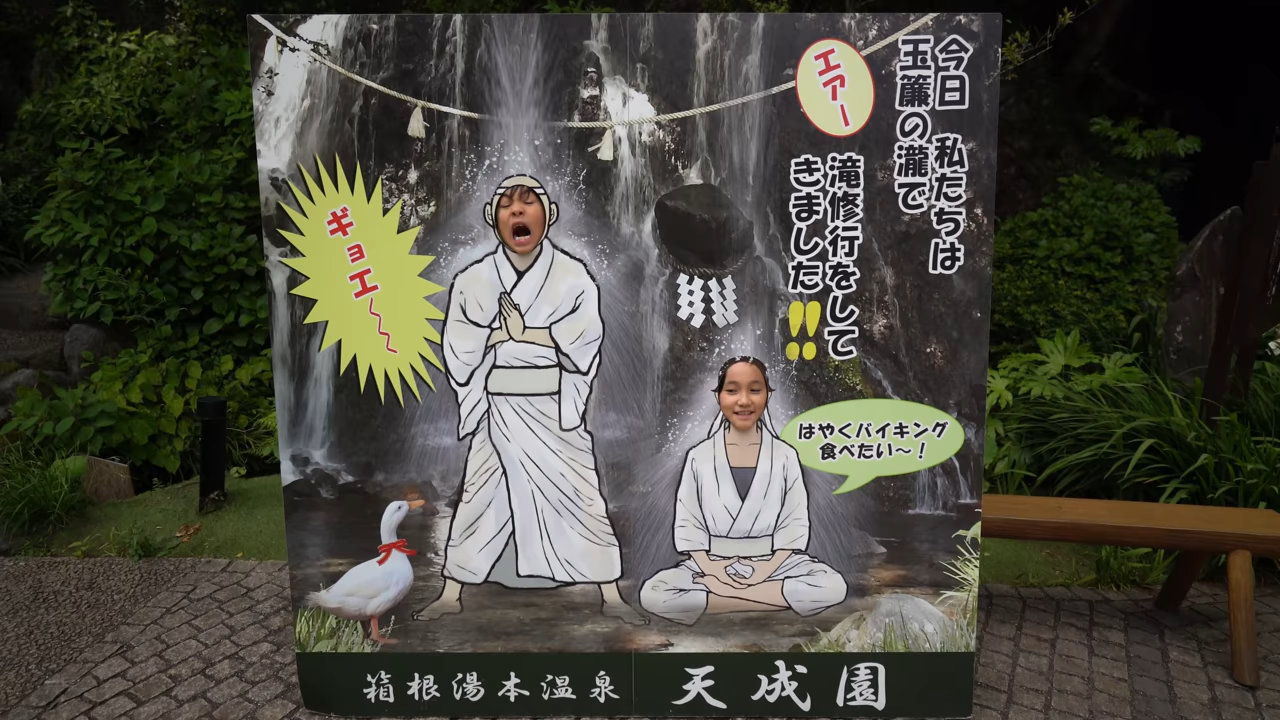 今日　私たちは
玉簾の瀧で
エアー
滝修行をして
きました!!
ギョエ〜〜
はやくバイキング
食べたい〜！
箱根湯本温泉　天成園